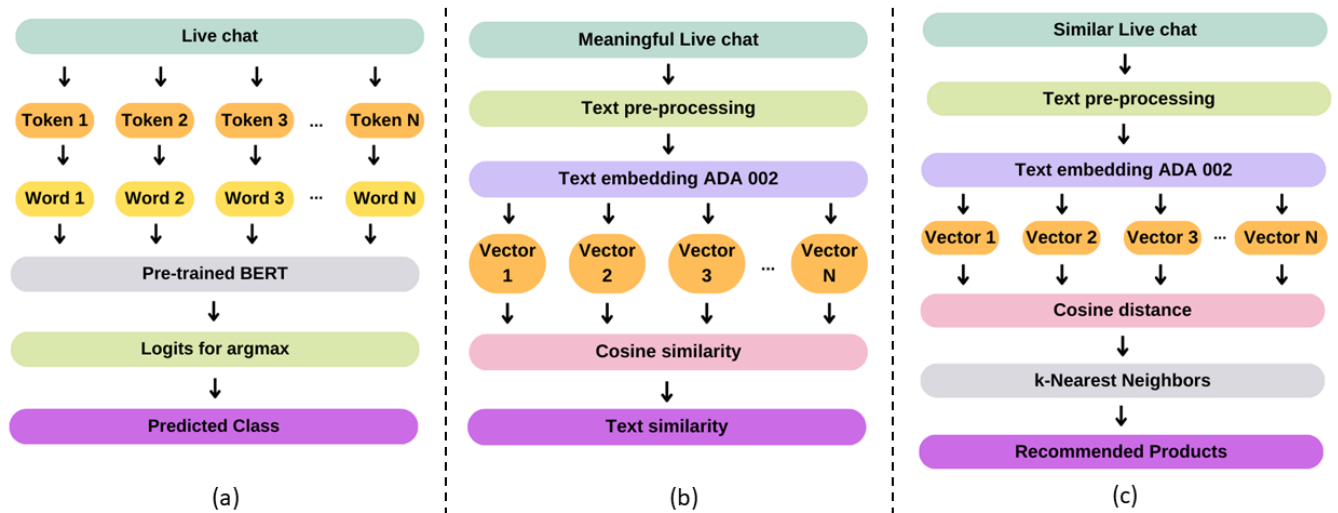 Live chat
Token 1 Token 2 Token 3 ... Token N
Word 1 Word 2 Word 3 ... Word N
Pre-trained BERT
Logits for argmax
Predicted Class
(a)
Meaningful Live chat
Text pre-processing
Text embedding ADA 002
Vector 1 Vector 2 Vector 3 ... Vector N
Cosine similarity
Text similarity
(b)
Similar Live chat
Text pre-processing
Text embedding ADA 002
Vector 1 Vector 2 Vector 3 ... Vector N
Cosine distance
k-Nearest Neighbors
Recommended Products
(c)